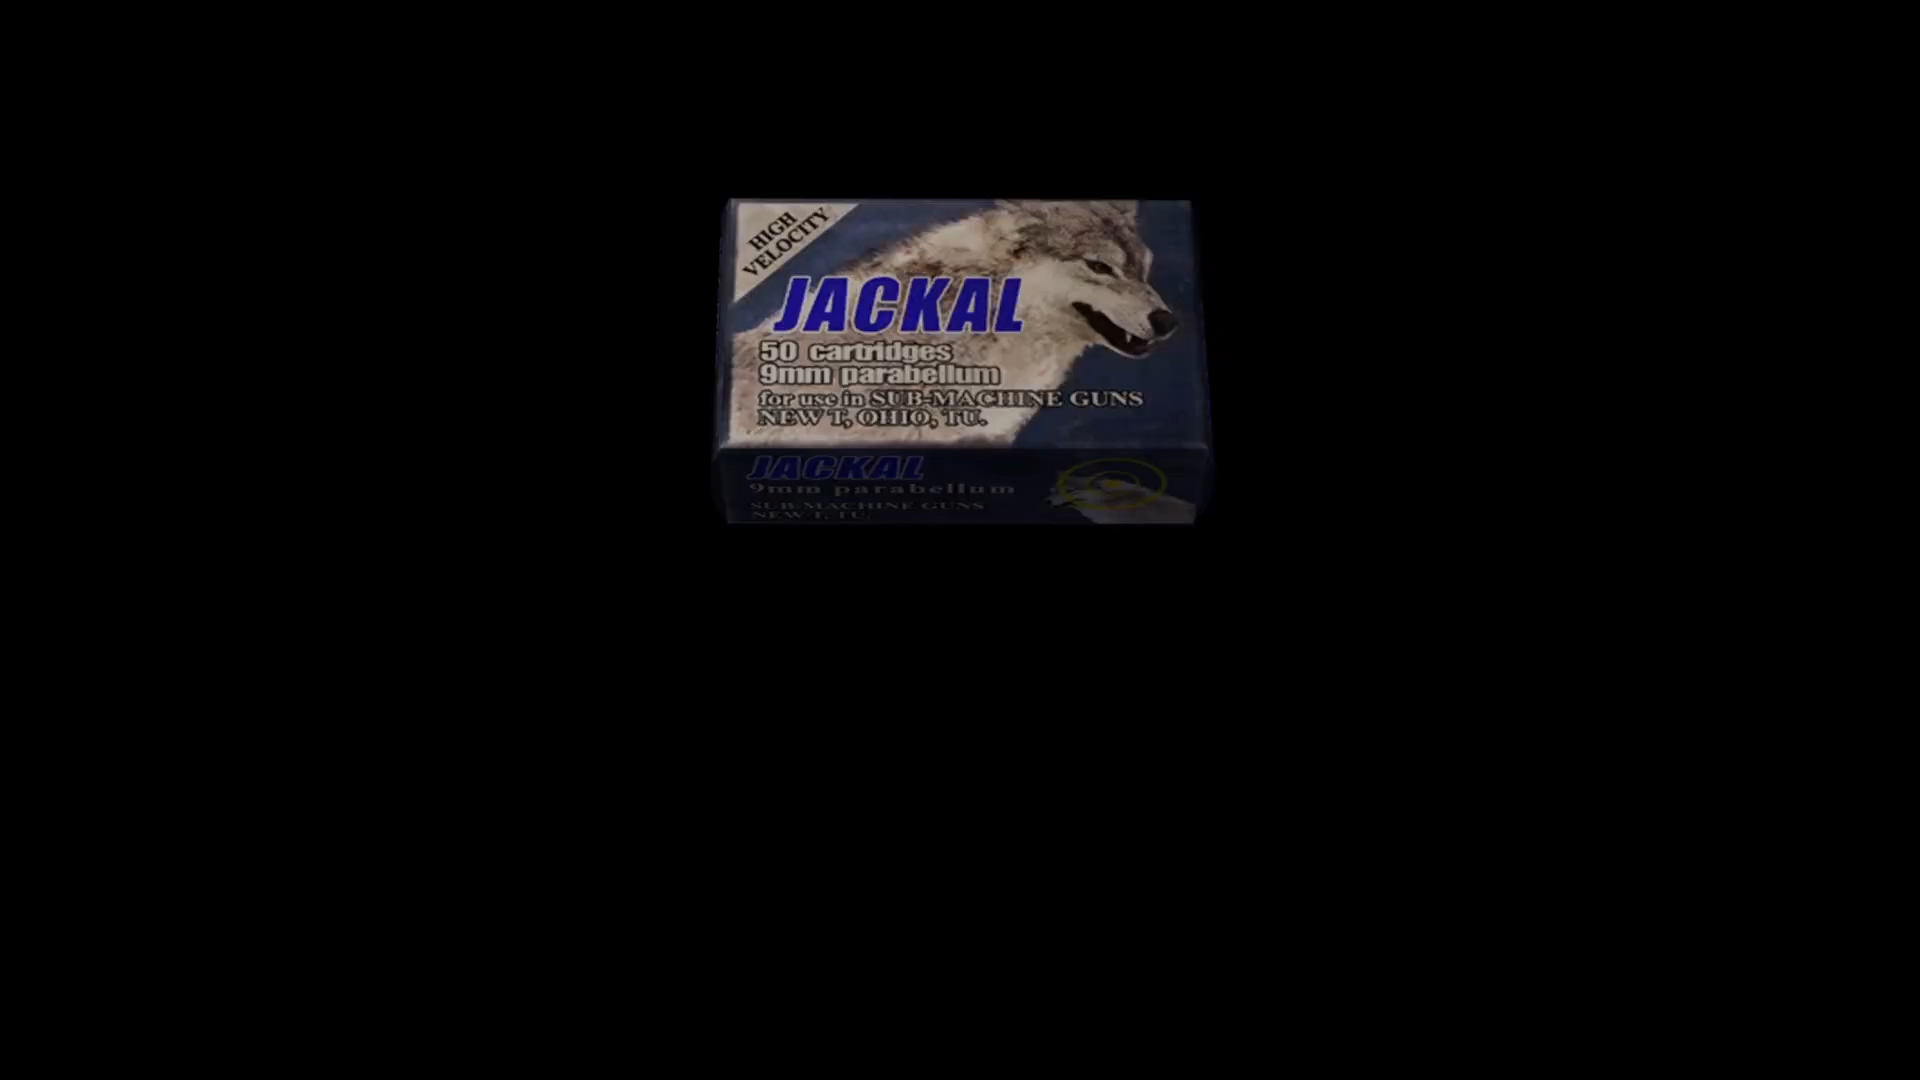 HIGH
VELOCITY
JACKAL
50 cartridges
9mm parabellum
for use in SUB-MACHINE GUNS
NEW T, OHIO, TU.
JACKAL
9mm parabellum
SUB-MACHINE GUNS
NEW T, TU.